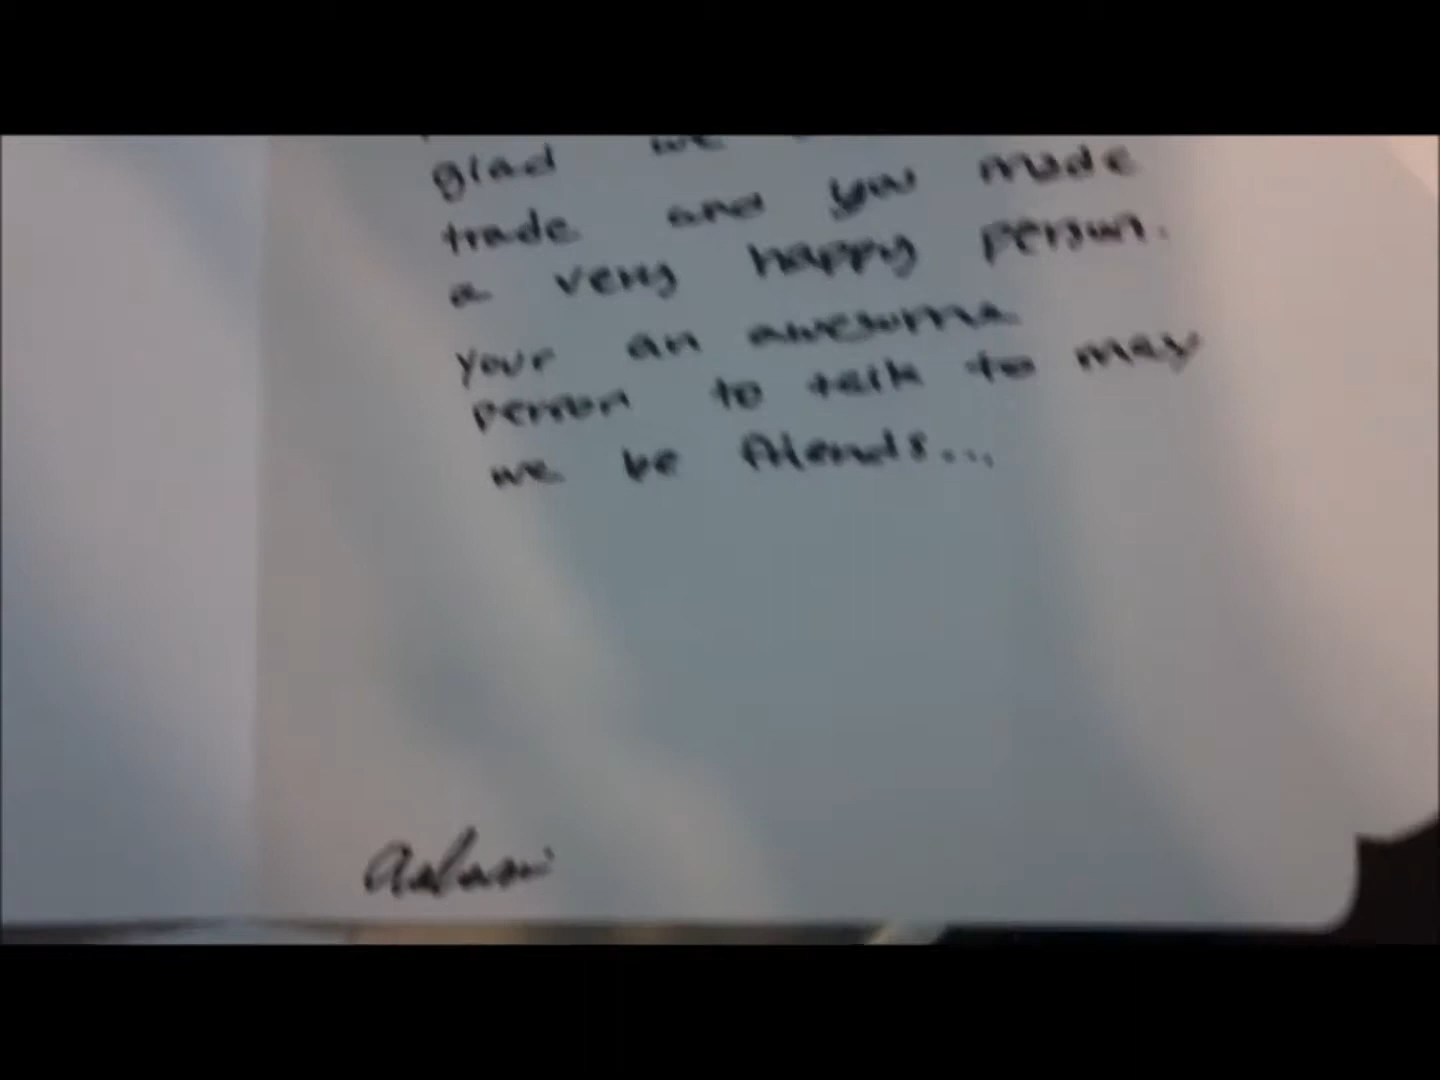 glad we
trade and you made
a very happy person.
Your an awesome
person to talk to may
we be friends...